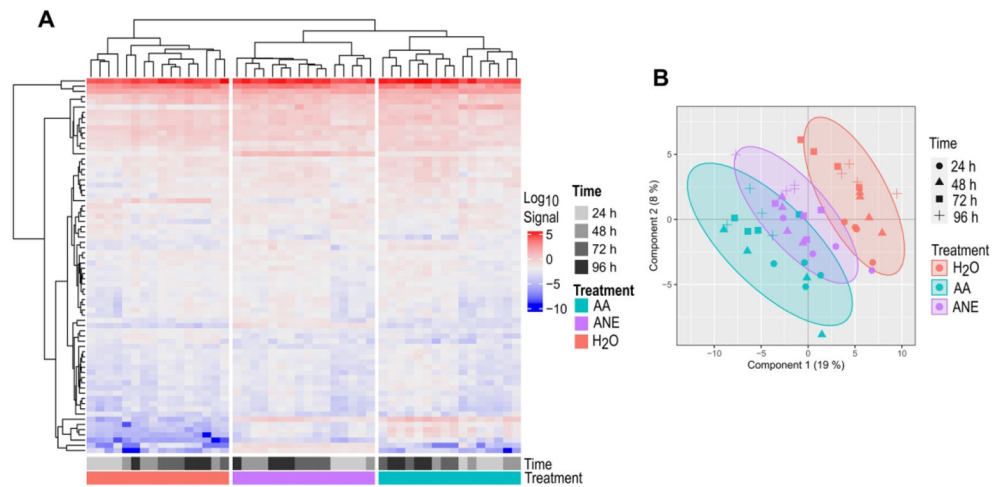 A
Log10
Signal
5
0
−5
−10
Time
24 h
48 h
72 h
96 h
Treatment
AA
ANE
H2O
Time
Treatment
B
Component 2 (8 %)
5
0
−5
−10
−5
0
5
10
Component 1 (19 %)
Time
24 h
48 h
72 h
96 h
Treatment
H2O
AA
ANE